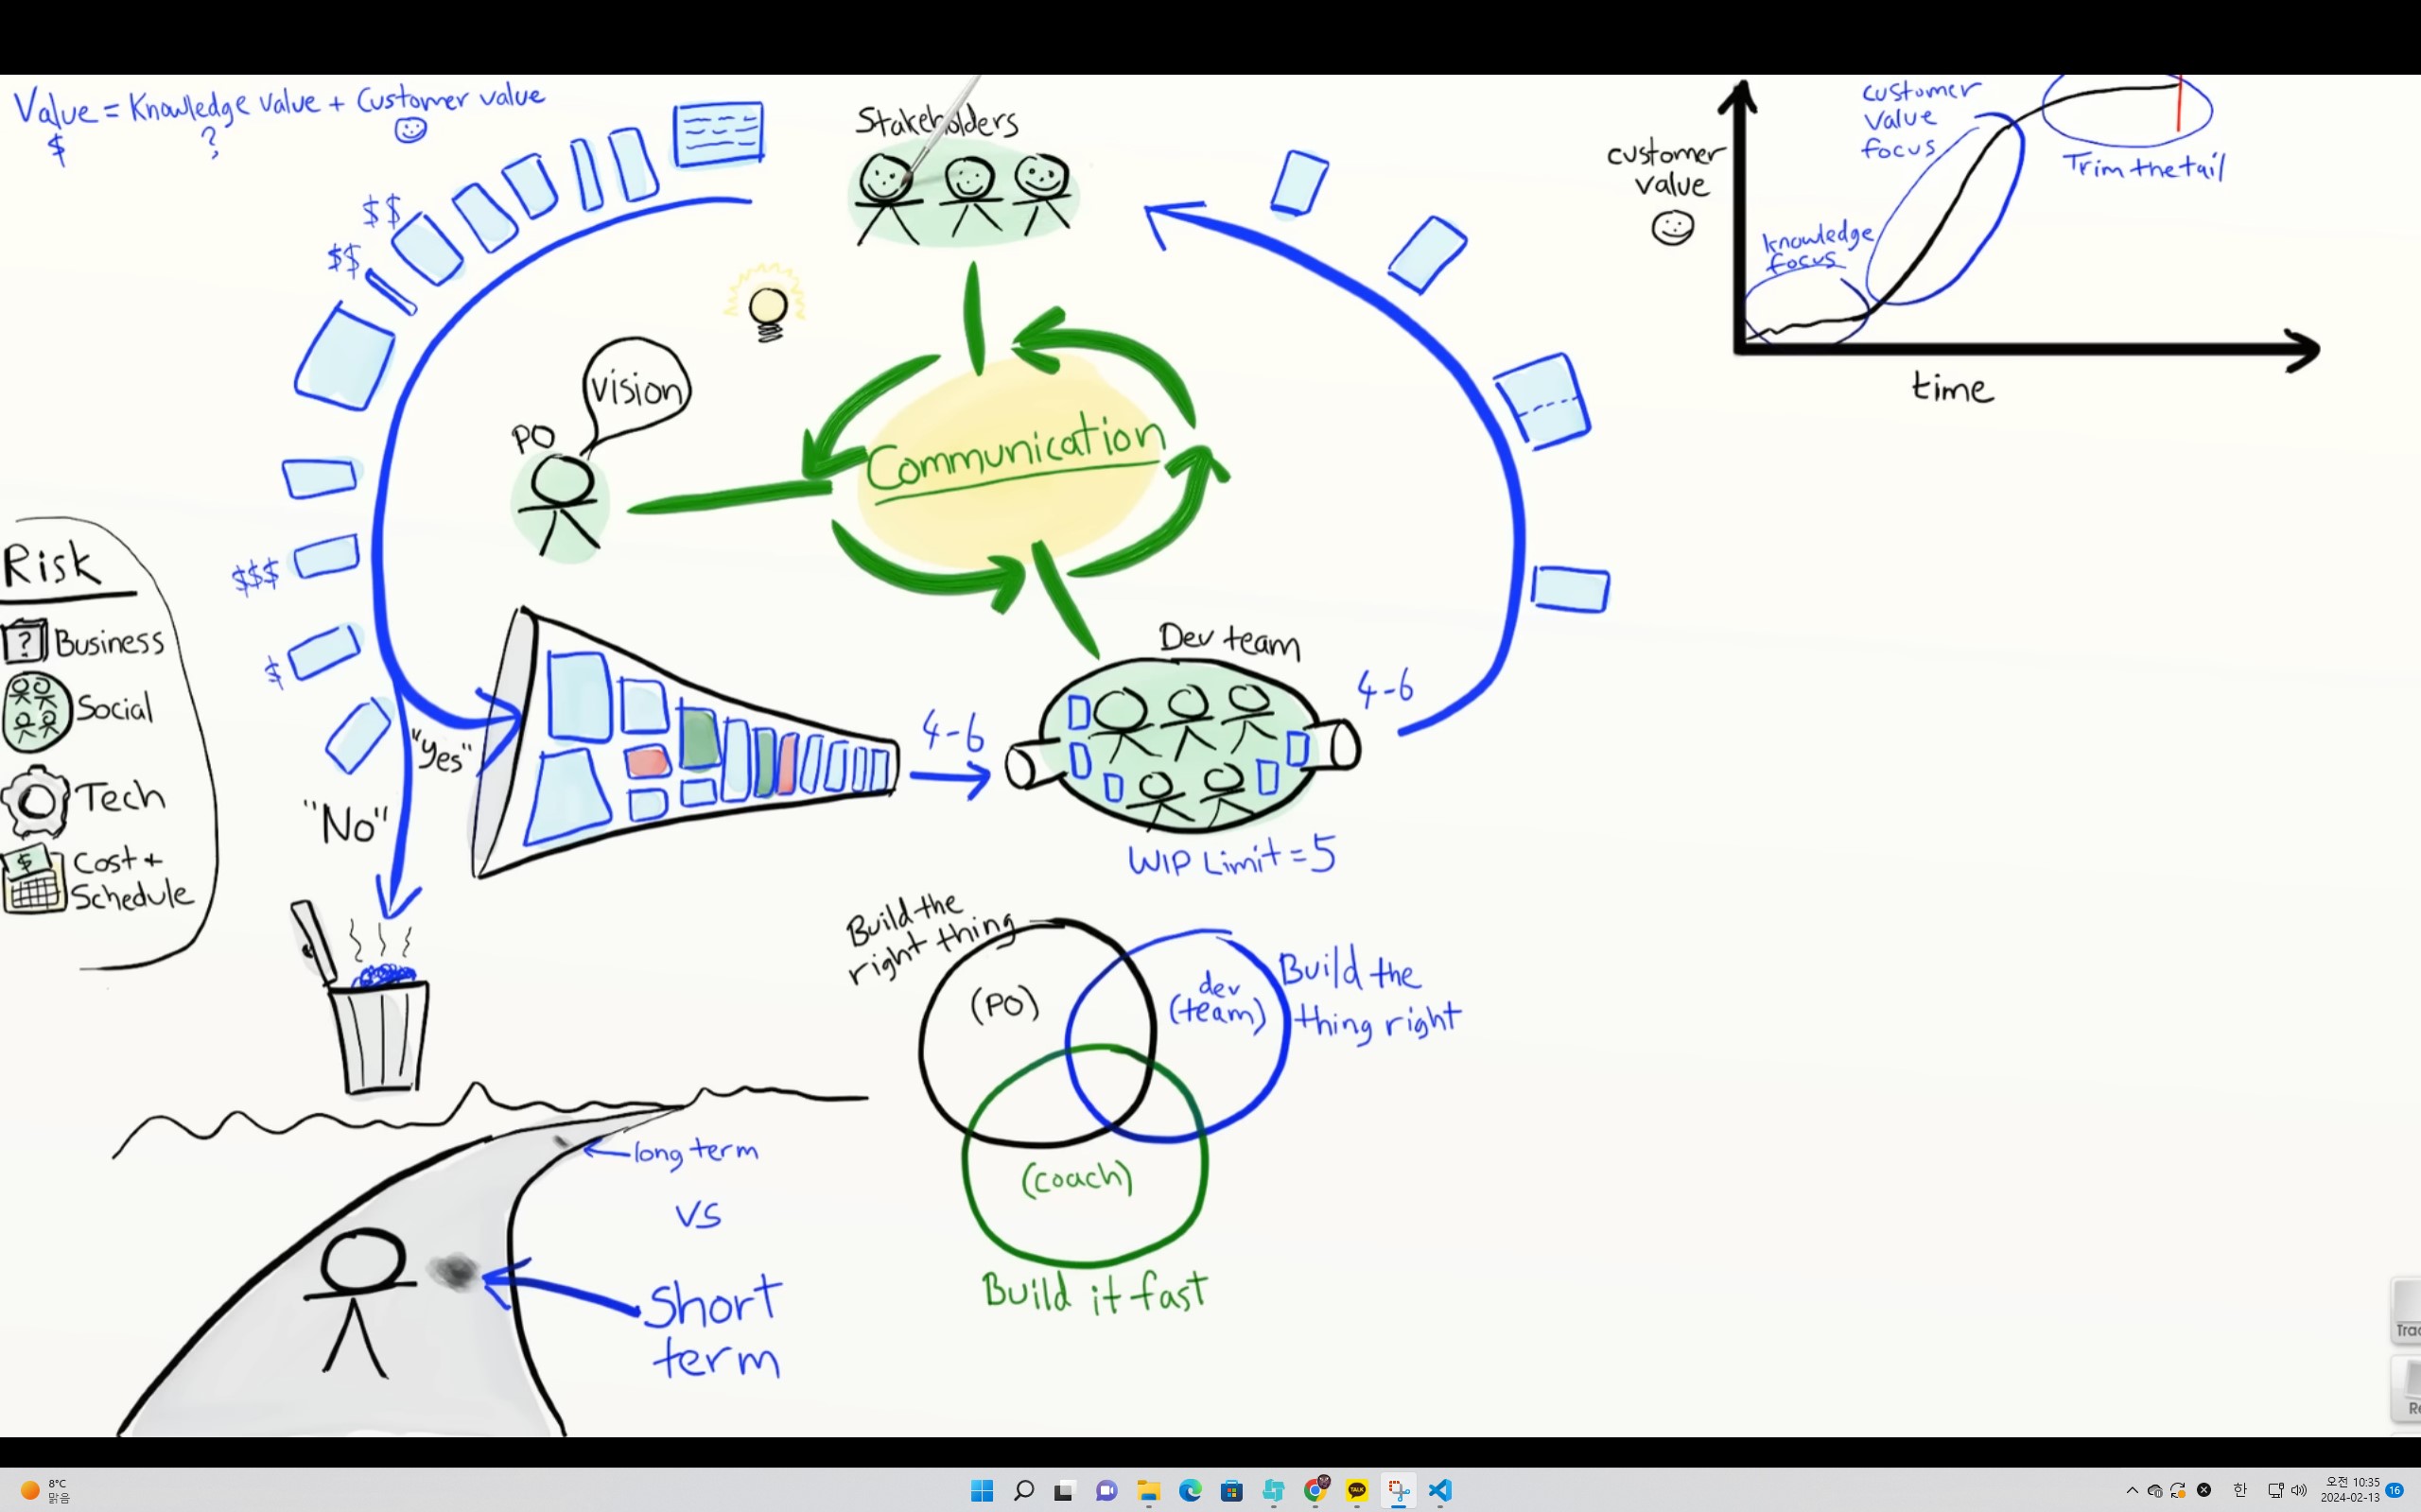 Value = Knowledge value + Customer value
$ ?
Stakeholders
$$
$$
PO
Vision
Communication
$$$
$
"Yes"
"No"
4-6
Dev team
4-6
WIP Limit = 5
Risk
? Business
Social
Tech
$ Cost +
Schedule
customer
value
customer
value
focus
knowledge
focus
Trim the tail
time
Build the
right thing
(PO)
dev
(team)
Build the
thing right
(coach)
Build it fast
long term
vs
Short
term
8°C
맑음
TALK
한
오전 10:35
2024-02-13
16